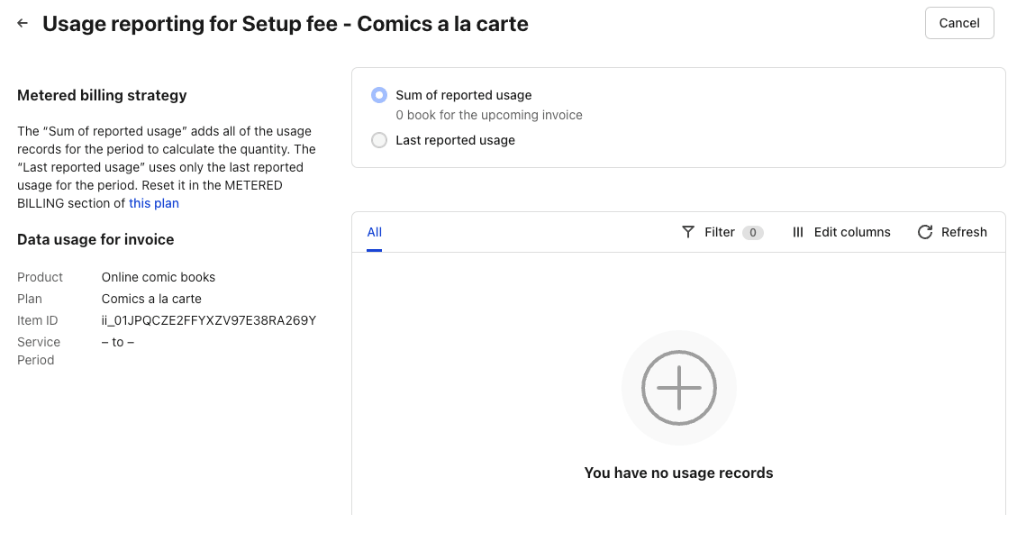 ← Usage reporting for Setup fee - Comics a la carte
Cancel
Metered billing strategy
The “Sum of reported usage” adds all of the usage
records for the period to calculate the quantity. The
“Last reported usage” uses only the last reported
usage for the period. Reset it in the METERED
BILLING section of this plan
Data usage for invoice
Product Online comic books
Plan Comics a la carte
Item ID ii_01JPQCZE2FFYXZV97E38RA269Y
Service – to –
Period
Sum of reported usage
0 book for the upcoming invoice
Last reported usage
All Filter 0 Edit columns Refresh
You have no usage records